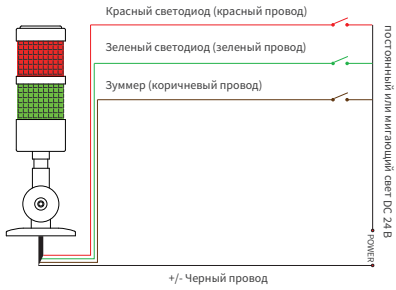 Красный светодиод (красный провод)
Зеленый светодиод (зеленый провод)
Зуммер (коричневый провод)
постоянный или мигающий свет DC 24 В
POWER
+/- Черный провод